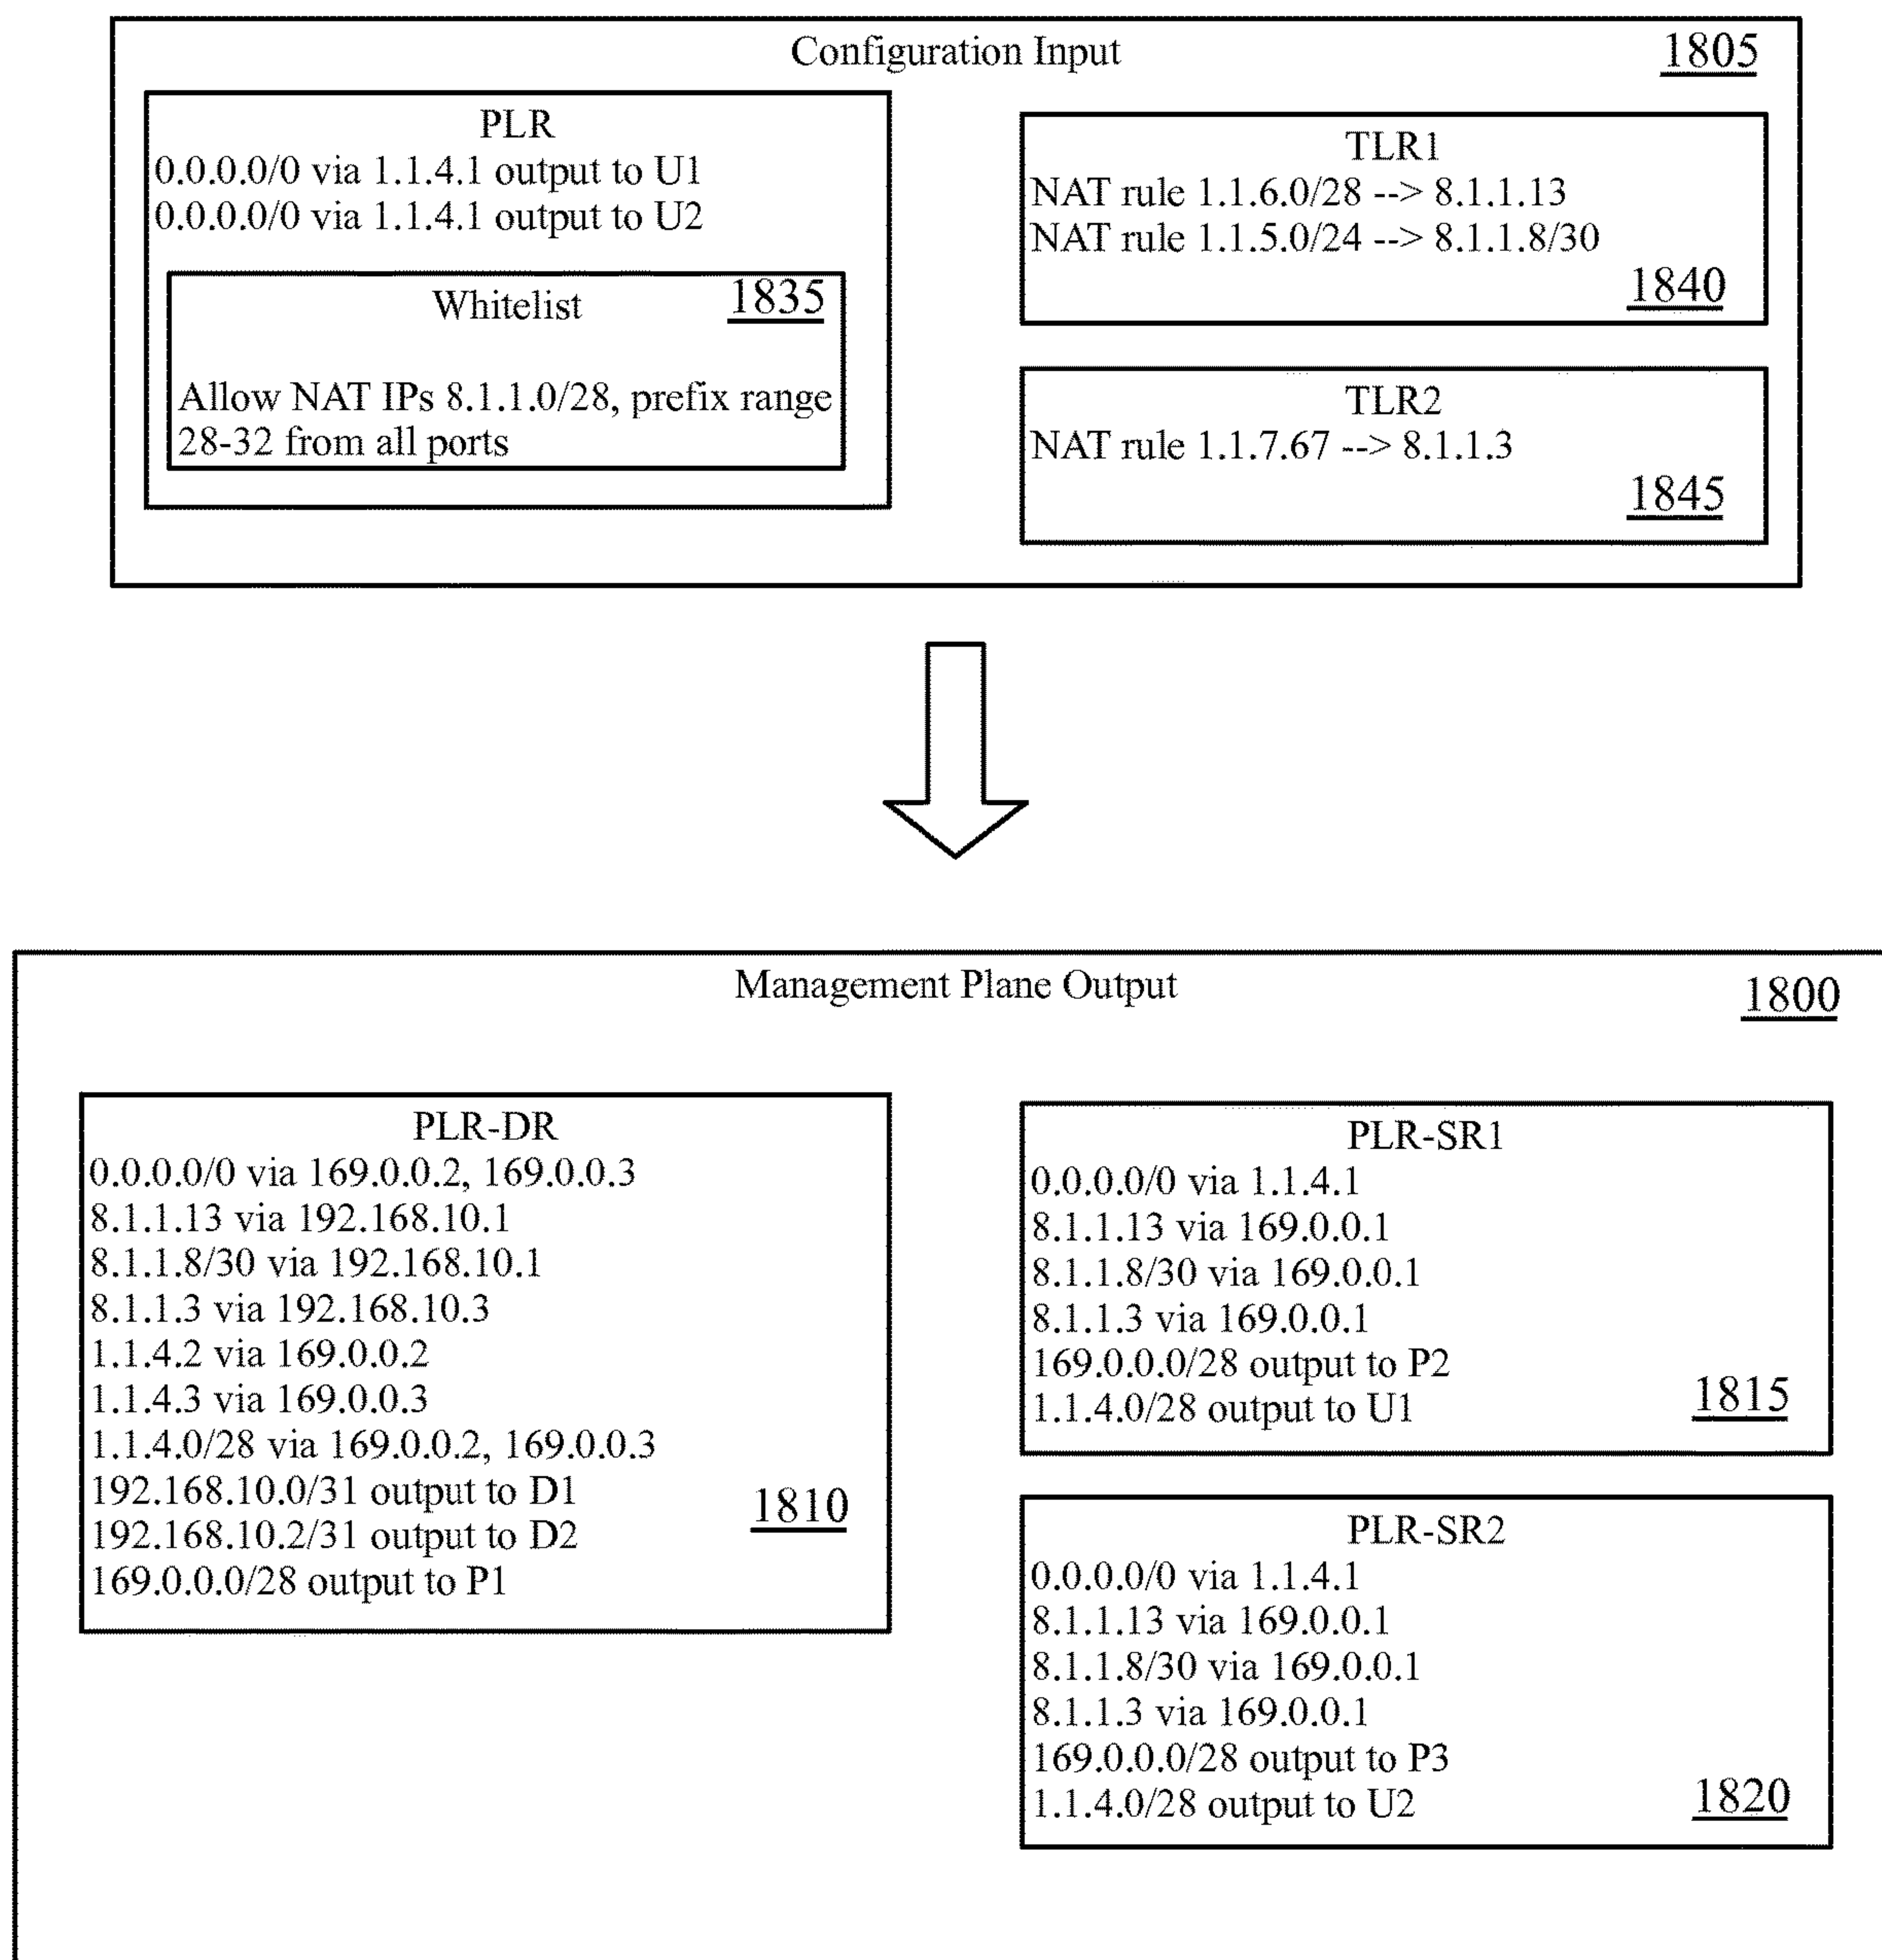 Configuration Input
1805
PLR
0.0.0.0/0 via 1.1.4.1 output to U1
0.0.0.0/0 via 1.1.4.1 output to U2
Whitelist
1835
Allow NAT IPs 8.1.1.0/28, prefix range
28-32 from all ports
TLR1
NAT rule 1.1.6.0/28 --> 8.1.1.13
NAT rule 1.1.5.0/24 --> 8.1.1.8/30
1840
TLR2
NAT rule 1.1.7.67 --> 8.1.1.3
1845
Management Plane Output
1800
PLR-DR
0.0.0.0/0 via 169.0.0.2, 169.0.0.3
8.1.1.13 via 192.168.10.1
8.1.1.8/30 via 192.168.10.1
8.1.1.3 via 192.168.10.3
1.1.4.2 via 169.0.0.2
1.1.4.3 via 169.0.0.3
1.1.4.0/28 via 169.0.0.2, 169.0.0.3
192.168.10.0/31 output to D1
192.168.10.2/31 output to D2
169.0.0.0/28 output to P1
1810
PLR-SR1
0.0.0.0/0 via 1.1.4.1
8.1.1.13 via 169.0.0.1
8.1.1.8/30 via 169.0.0.1
8.1.1.3 via 169.0.0.1
169.0.0.0/28 output to P2
1.1.4.0/28 output to U1
1815
PLR-SR2
0.0.0.0/0 via 1.1.4.1
8.1.1.13 via 169.0.0.1
8.1.1.8/30 via 169.0.0.1
8.1.1.3 via 169.0.0.1
169.0.0.0/28 output to P3
1.1.4.0/28 output to U2
1820